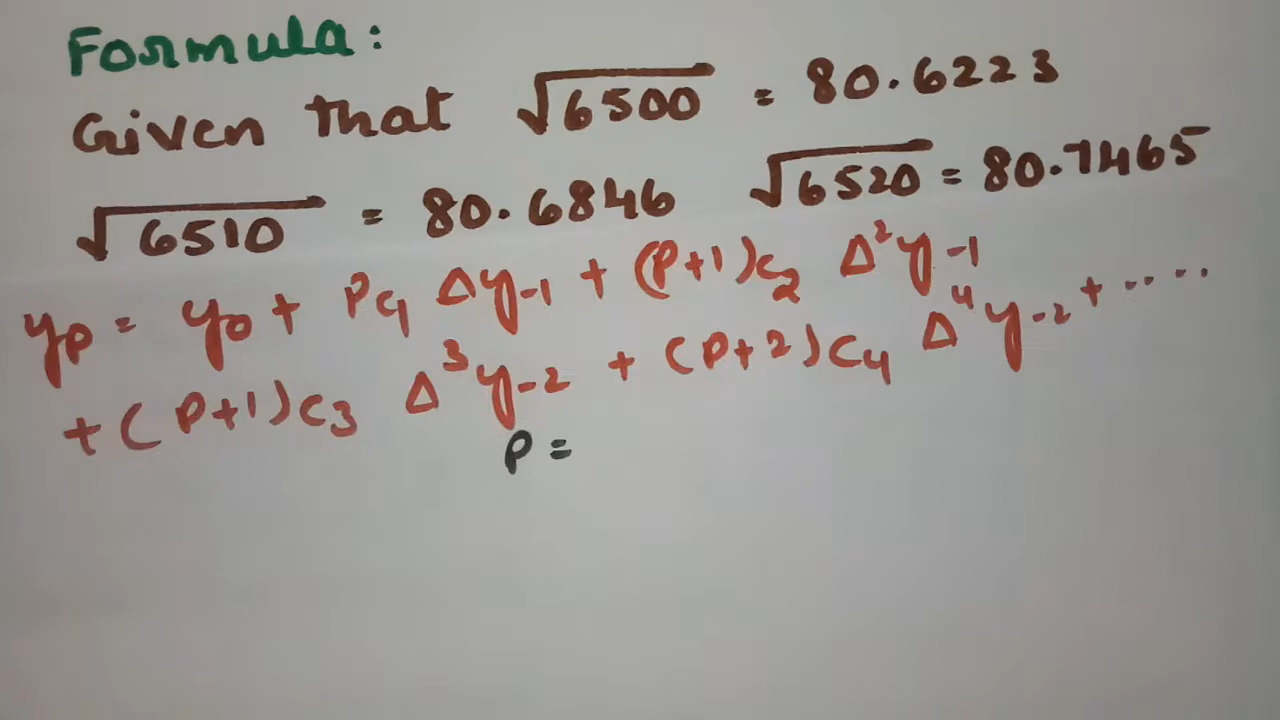 Formula:
Given that √6500 = 80.6223
√6510 = 80.6846 √6520 = 80.7465
yp = y0 + Pc1 Δy-1 + (P+1)c2 Δ²y-1
+ (P+1)c3 Δ³y-2 + (P+2)c4 Δ⁴y-2 + ....
P =